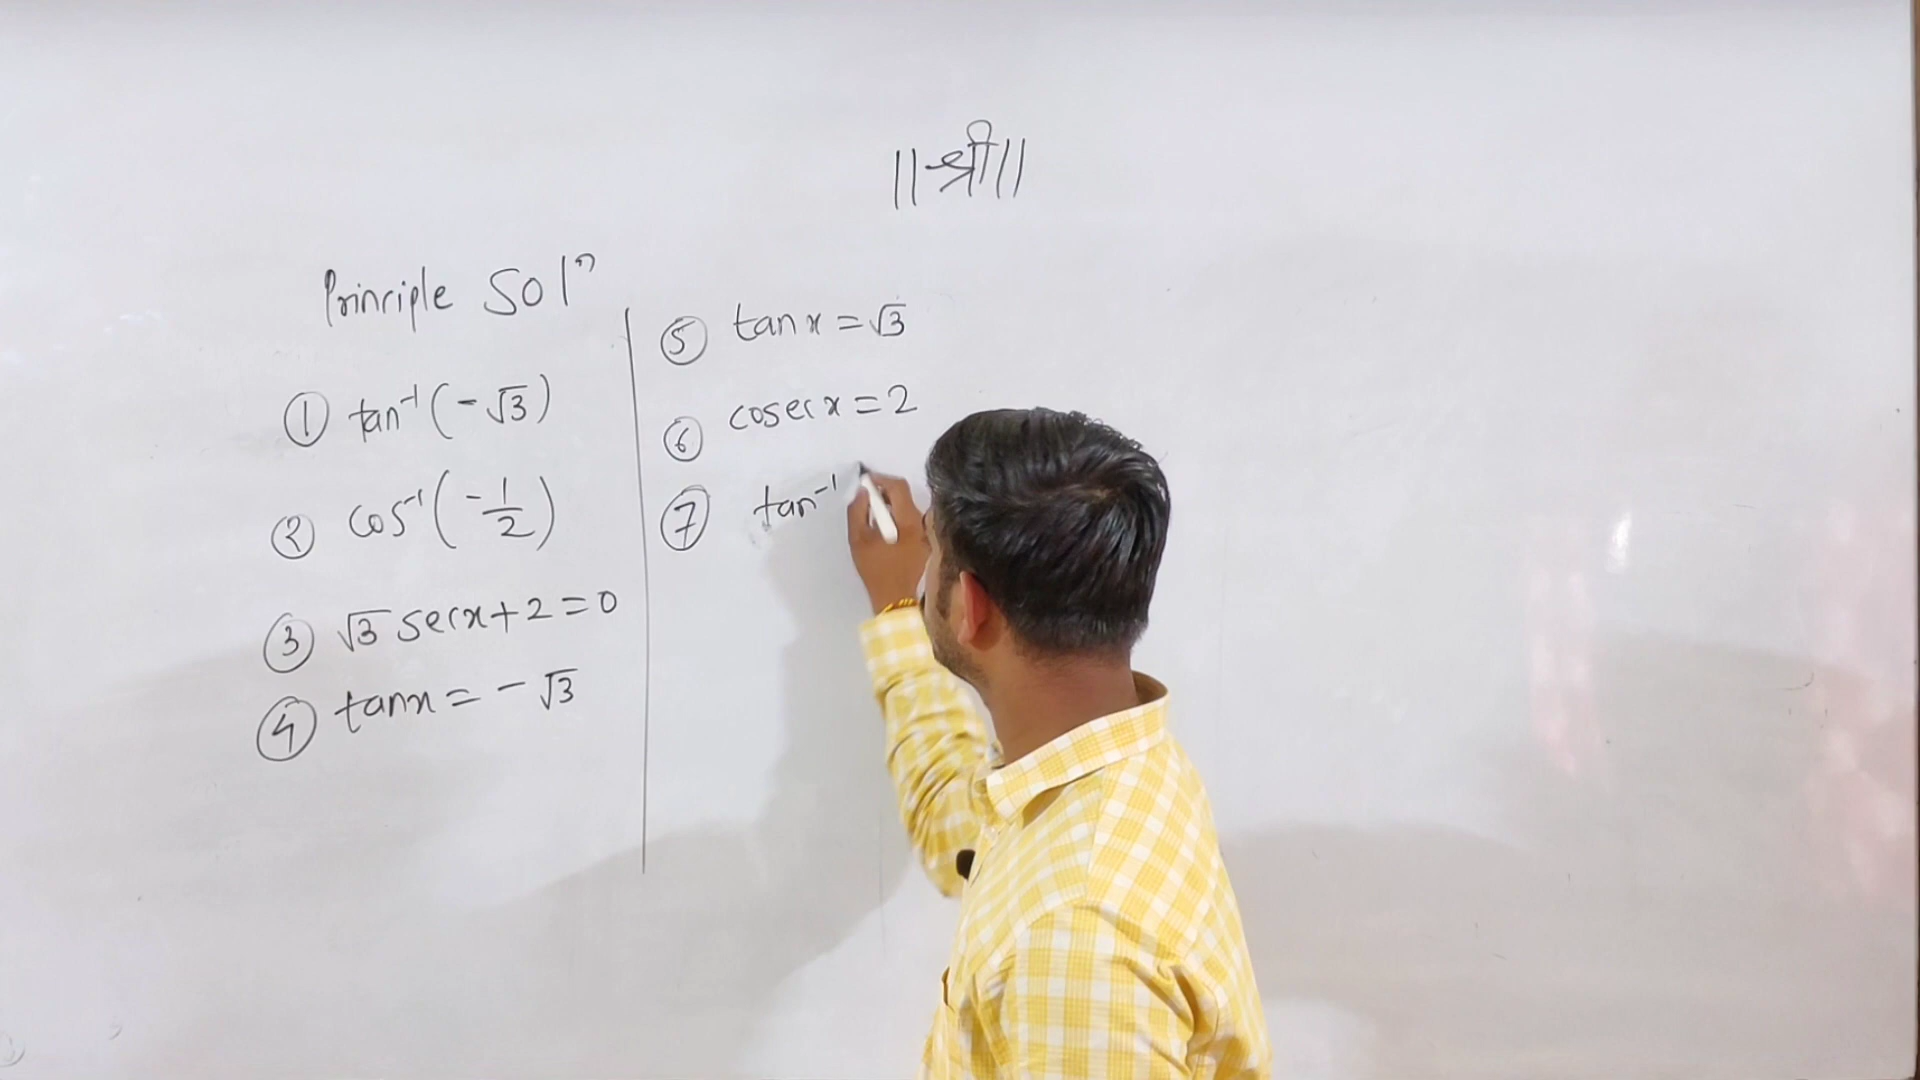 ||श्री||
Principle Solⁿ
① tan⁻¹(-√3)
② cos⁻¹(-1/2)
③ √3 secx+2=0
④ tanx = -√3
⑤ tanx = √3
⑥ cosecx = 2
⑦ tan⁻¹